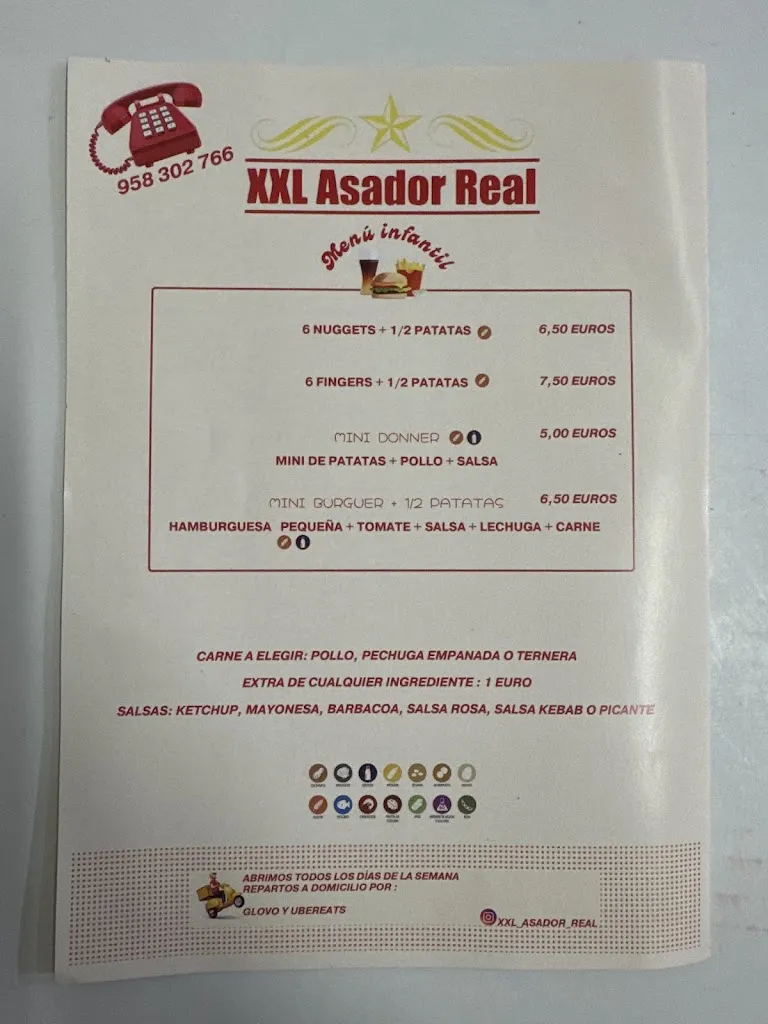 958 302 766
XXL Asador Real
Menú infantil
6 NUGGETS + 1/2 PATATAS 6,50 EUROS
6 FINGERS + 1/2 PATATAS 7,50 EUROS
MINI DONNER 5,00 EUROS
MINI DE PATATAS + POLLO + SALSA
MINI BURGUER + 1/2 PATATAS 6,50 EUROS
HAMBURGUESA PEQUEÑA + TOMATE + SALSA + LECHUGA + CARNE
CARNE A ELEGIR: POLLO, PECHUGA EMPANADA O TERNERA
EXTRA DE CUALQUIER INGREDIENTE : 1 EURO
SALSAS: KETCHUP, MAYONESA, BARBACOA, SALSA ROSA, SALSA KEBAB O PICANTE
ABRIMOS TODOS LOS DÍAS DE LA SEMANA
REPARTOS A DOMICILIO POR :
GLOVO Y UBEREATS
XXL_ASADOR_REAL